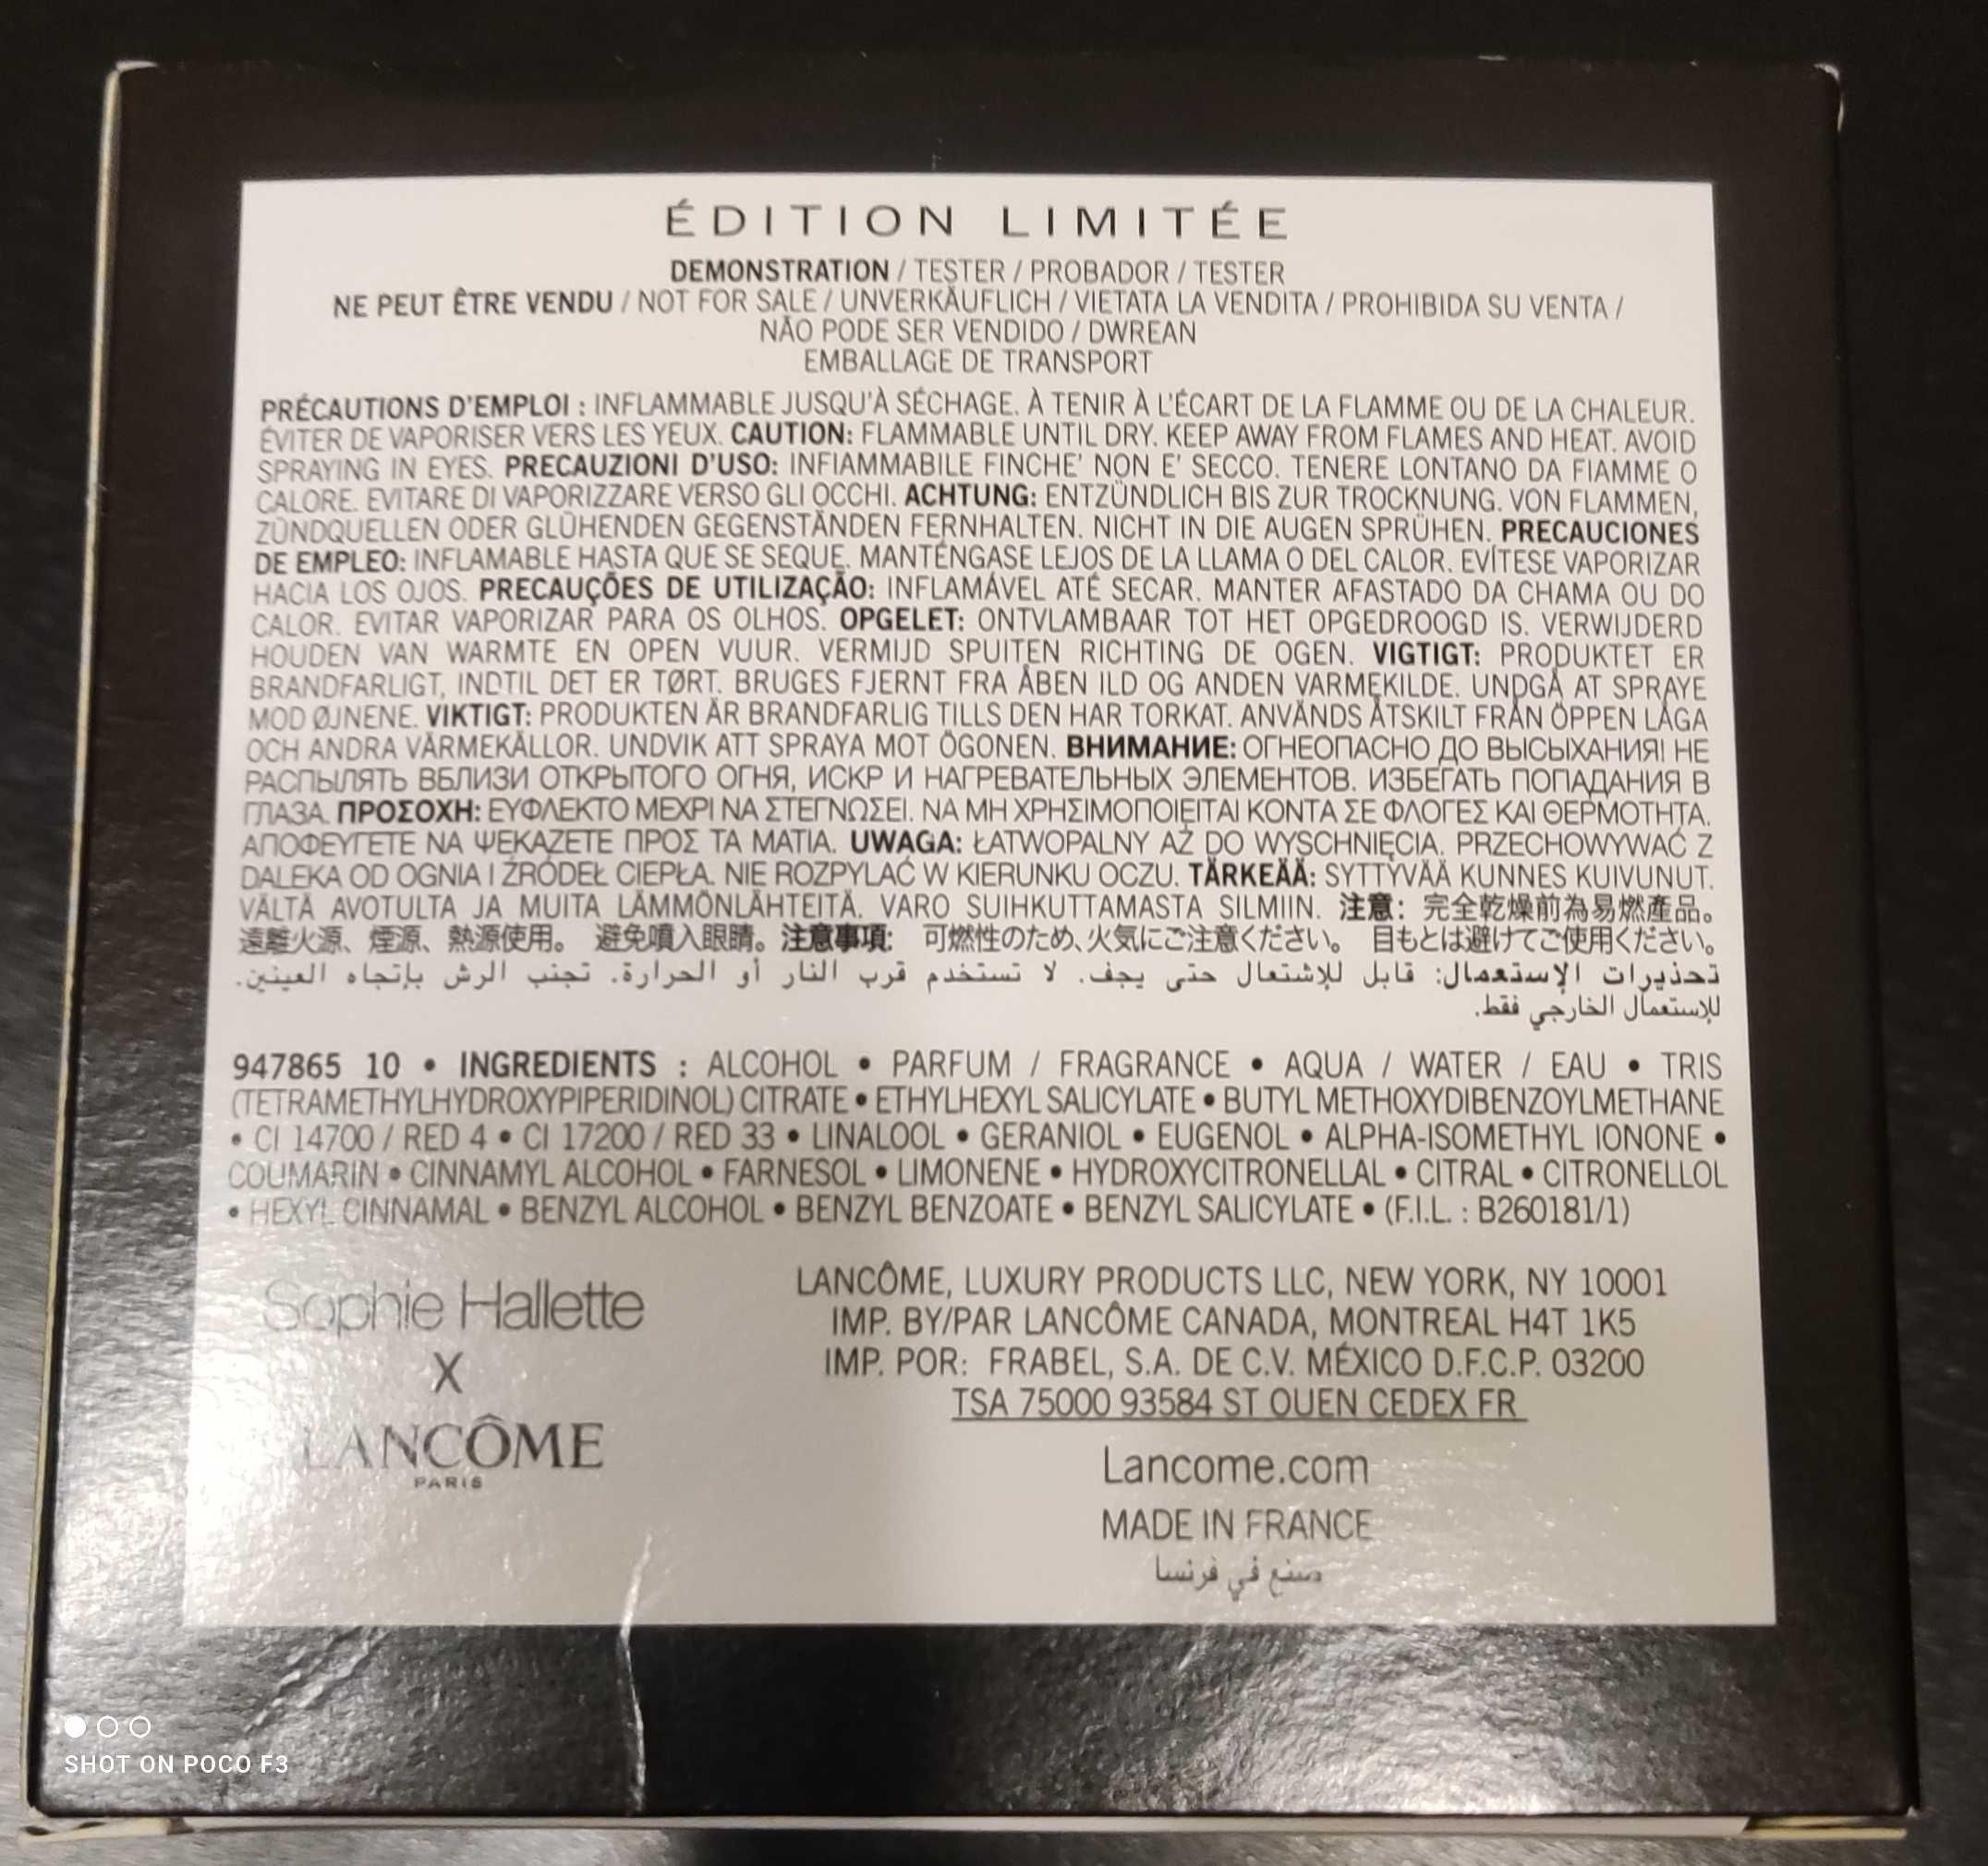 ÉDITION LIMITÉE
DEMONSTRATION / TESTER / PROBADOR / TESTER
NE PEUT ÊTRE VENDU / NOT FOR SALE / UNVERKÄUFLICH / VIETATA LA VENDITA / PROHIBIDA SU VENTA /
NÃO PODE SER VENDIDO / DWREAN
EMBALLAGE DE TRANSPORT
PRÉCAUTIONS D'EMPLOI : INFLAMMABLE JUSQU'À SÉCHAGE. À TENIR À L'ÉCART DE LA FLAMME OU DE LA CHALEUR.
ÉVITER DE VAPORISER VERS LES YEUX. CAUTION: FLAMMABLE UNTIL DRY. KEEP AWAY FROM FLAMES AND HEAT. AVOID
SPRAYING IN EYES. PRECAUZIONI D'USO: INFIAMMABILE FINCHE' NON E' SECCO. TENERE LONTANO DA FIAMME O
CALORE. EVITARE DI VAPORIZZARE VERSO GLI OCCHI. ACHTUNG: ENTZÜNDLICH BIS ZUR TROCKNUNG. VON FLAMMEN,
ZÜNDQUELLEN ODER GLÜHENDEN GEGENSTÄNDEN FERNHALTEN. NICHT IN DIE AUGEN SPRÜHEN. PRECAUCIONES
DE EMPLEO: INFLAMABLE HASTA QUE SE SEQUE. MANTÉNGASE LEJOS DE LA LLAMA O DEL CALOR. EVÍTESE VAPORIZAR
HACIA LOS OJOS. PRECAUÇÕES DE UTILIZAÇÃO: INFLAMÁVEL ATÉ SECAR. MANTER AFASTADO DA CHAMA OU DO
CALOR. EVITAR VAPORIZAR PARA OS OLHOS. OPGELET: ONTVLAMBAAR TOT HET OPGEDROOGD IS. VERWIJDERD
HOUDEN VAN WARMTE EN OPEN VUUR. VERMIJD SPUITEN RICHTING DE OGEN. VIGTIGT: PRODUKTET ER
BRANDFARLIGT, INDTIL DET ER TØRT. BRUGES FJERNT FRA ÅBEN ILD OG ANDEN VARMEKILDE. UNDGÅ AT SPRAYE
MOD ØJNENE. VIKTIGT: PRODUKTEN ÄR BRANDFARLIG TILLS DEN HAR TORKAT. ANVÄNDS ÅTSKILT FRÅN ÖPPEN LÅGA
OCH ANDRA VÄRMEKÄLLOR. UNDVIK ATT SPRAYA MOT ÖGONEN. ВНИМАНИЕ: ОГНЕОПАСНО ДО ВЫСЫХАНИЯ! НЕ
РАСПЫЛЯТЬ ВБЛИЗИ ОТКРЫТОГО ОГНЯ, ИСКР И НАГРЕВАТЕЛЬНЫХ ЭЛЕМЕНТОВ. ИЗБЕГАТЬ ПОПАДАНИЯ В
ГЛАЗА. ΠΡΟΣΟΧΗ: ΕΥΦΛΕΚΤΟ ΜΕΧΡΙ ΝΑ ΣΤΕΓΝΩΣΕΙ. ΝΑ ΜΗ ΧΡΗΣΙΜΟΠΟΙΕΙΤΑΙ ΚΟΝΤΑ ΣΕ ΦΛΟΓΕΣ ΚΑΙ ΘΕΡΜΟΤΗΤΑ.
ΑΠΟΦΕΥΓΕΤΕ ΝΑ ΨΕΚΑΖΕΤΕ ΠΡΟΣ ΤΑ ΜΑΤΙΑ. UWAGA: ŁATWOPALNY AŻ DO WYSCHNIĘCIA. PRZECHOWYWAĆ Z
DALEKA OD OGNIA I ŹRÓDEŁ CIEPŁA. NIE ROZPYLAĆ W KIERUNKU OCZU. TÄRKEÄÄ: SYTTYVÄÄ KUNNES KUIVUNUT.
VÄLTÄ AVOTULTA JA MUITA LÄMMÖNLÄHTEITÄ. VARO SUIHKUTTAMASTA SILMIIN. 注意: 完全乾燥前為易燃產品。
遠離火源、煙源、熱源使用。 避免噴入眼睛。注意事項: 可燃性のため、火気にご注意ください。 目もとは避けてご使用ください。
تحذيرات الإستعمال: قابل للإشتعال حتى يجف. لا تستخدم قرب النار أو الحرارة. تجنب الرش بإتجاه العينين.
للإستعمال الخارجي فقط.
947865 10 • INGREDIENTS : ALCOHOL • PARFUM / FRAGRANCE • AQUA / WATER / EAU • TRIS
(TETRAMETHYLHYDROXYPIPERIDINOL) CITRATE • ETHYLHEXYL SALICYLATE • BUTYL METHOXYDIBENZOYLMETHANE
• CI 14700 / RED 4 • CI 17200 / RED 33 • LINALOOL • GERANIOL • EUGENOL • ALPHA-ISOMETHYL IONONE •
COUMARIN • CINNAMYL ALCOHOL • FARNESOL • LIMONENE • HYDROXYCITRONELLAL • CITRAL • CITRONELLOL
• HEXYL CINNAMAL • BENZYL ALCOHOL • BENZYL BENZOATE • BENZYL SALICYLATE • (F.I.L. : B260181/1)
Sophie Hallette
X
LANCÔME
PARIS
LANCÔME, LUXURY PRODUCTS LLC, NEW YORK, NY 10001
IMP. BY/PAR LANCÔME CANADA, MONTREAL H4T 1K5
IMP. POR: FRABEL, S.A. DE C.V. MÉXICO D.F.C.P. 03200
TSA 75000 93584 ST OUEN CEDEX FR
Lancome.com
MADE IN FRANCE
صنع في فرنسا
SHOT ON POCO F3